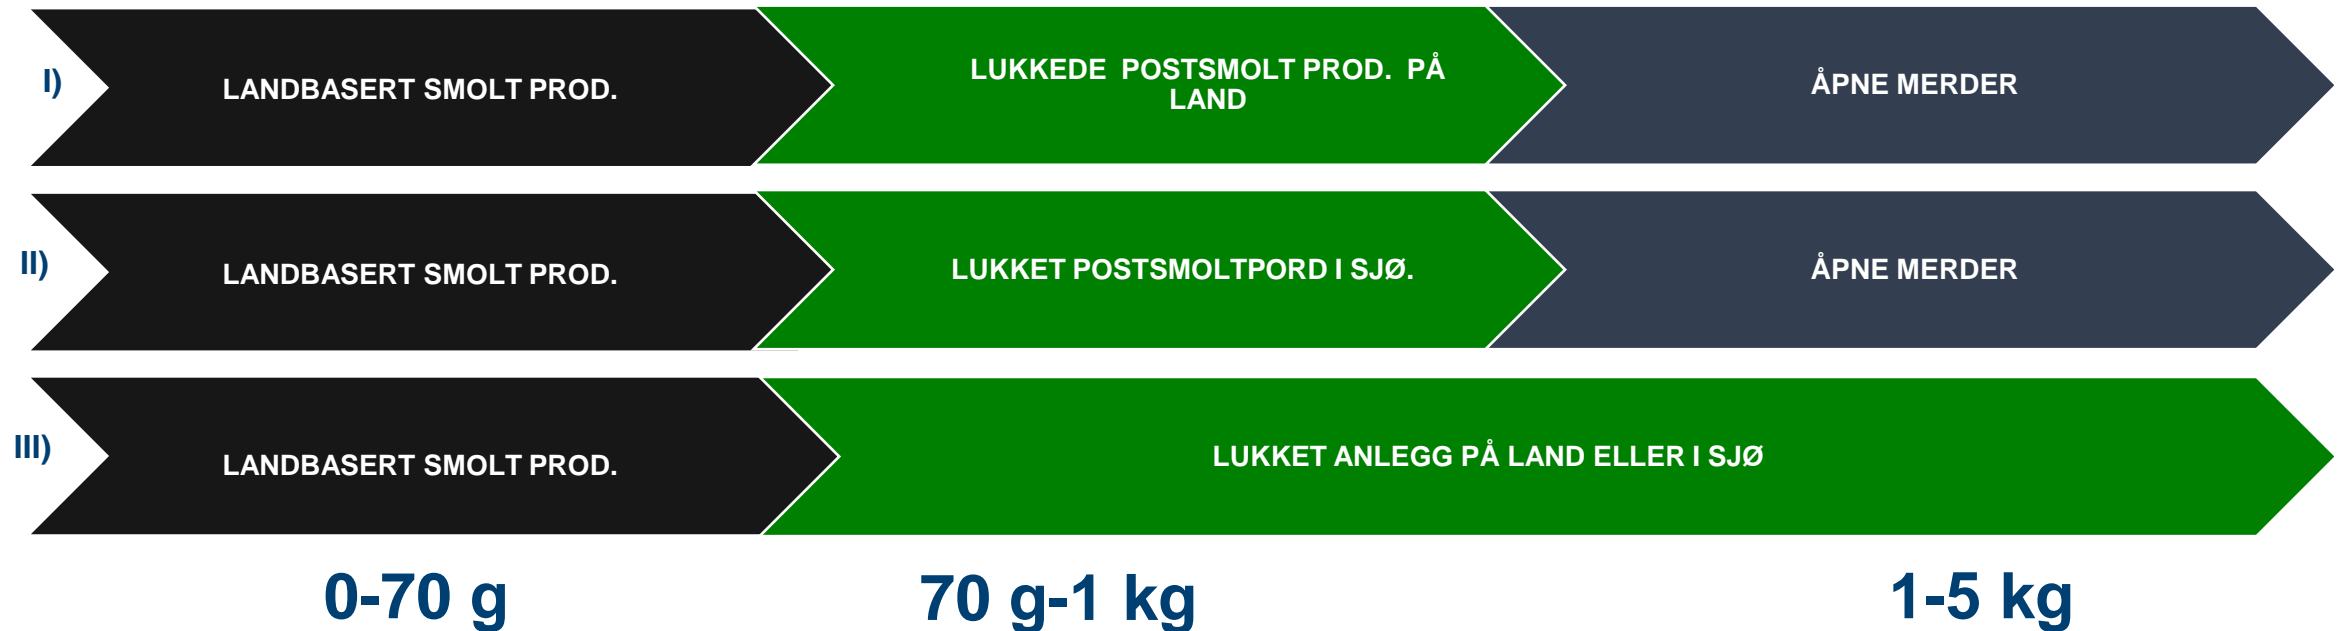 I)
LANDBASERT SMOLT PROD.
LUKKEDE POSTSMOLT PROD. PÅ
LAND
ÅPNE MERDER
II)
LANDBASERT SMOLT PROD.
LUKKET POSTSMOLTPORD I SJØ.
ÅPNE MERDER
III)
LANDBASERT SMOLT PROD.
LUKKET ANLEGG PÅ LAND ELLER I SJØ
0-70 g
70 g-1 kg
1-5 kg